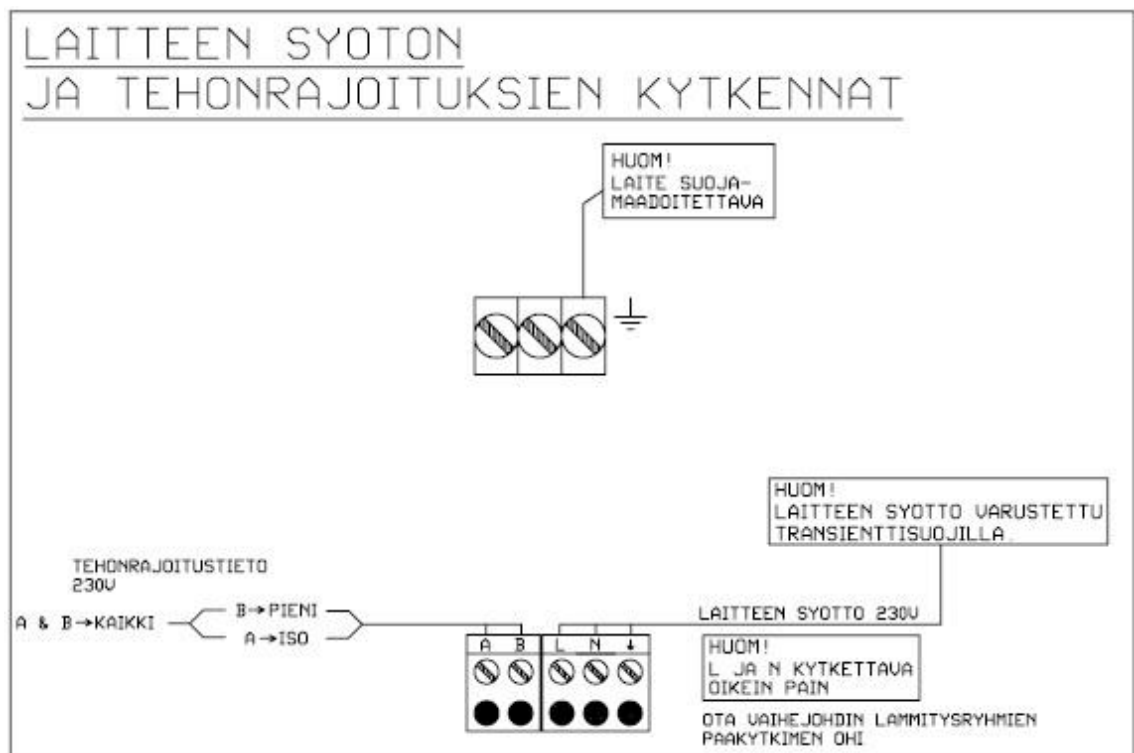 LAITTEEN SYOTON
JA TEHONRAJOITUKSIEN KYTKENNAT
HUOM!
LAITE SUOJA-
MAADOITETTAVA
HUOM!
LAITTEEN SYOTTO VARUSTETTU
TRANSIENTTISUOJILLA.
TEHONRAJOITUSTIETO
230V
A & B→KAIKKI
B→PIENI
A→ISO
LAITTEEN SYOTTO 230V
A B L N ↓
HUOM!
L JA N KYTKETTAVA
OIKEIN PAIN
OTA VAIHEJOHDIN LAMMITYSRYHMIEN
PAAKYTKIMEN OHI